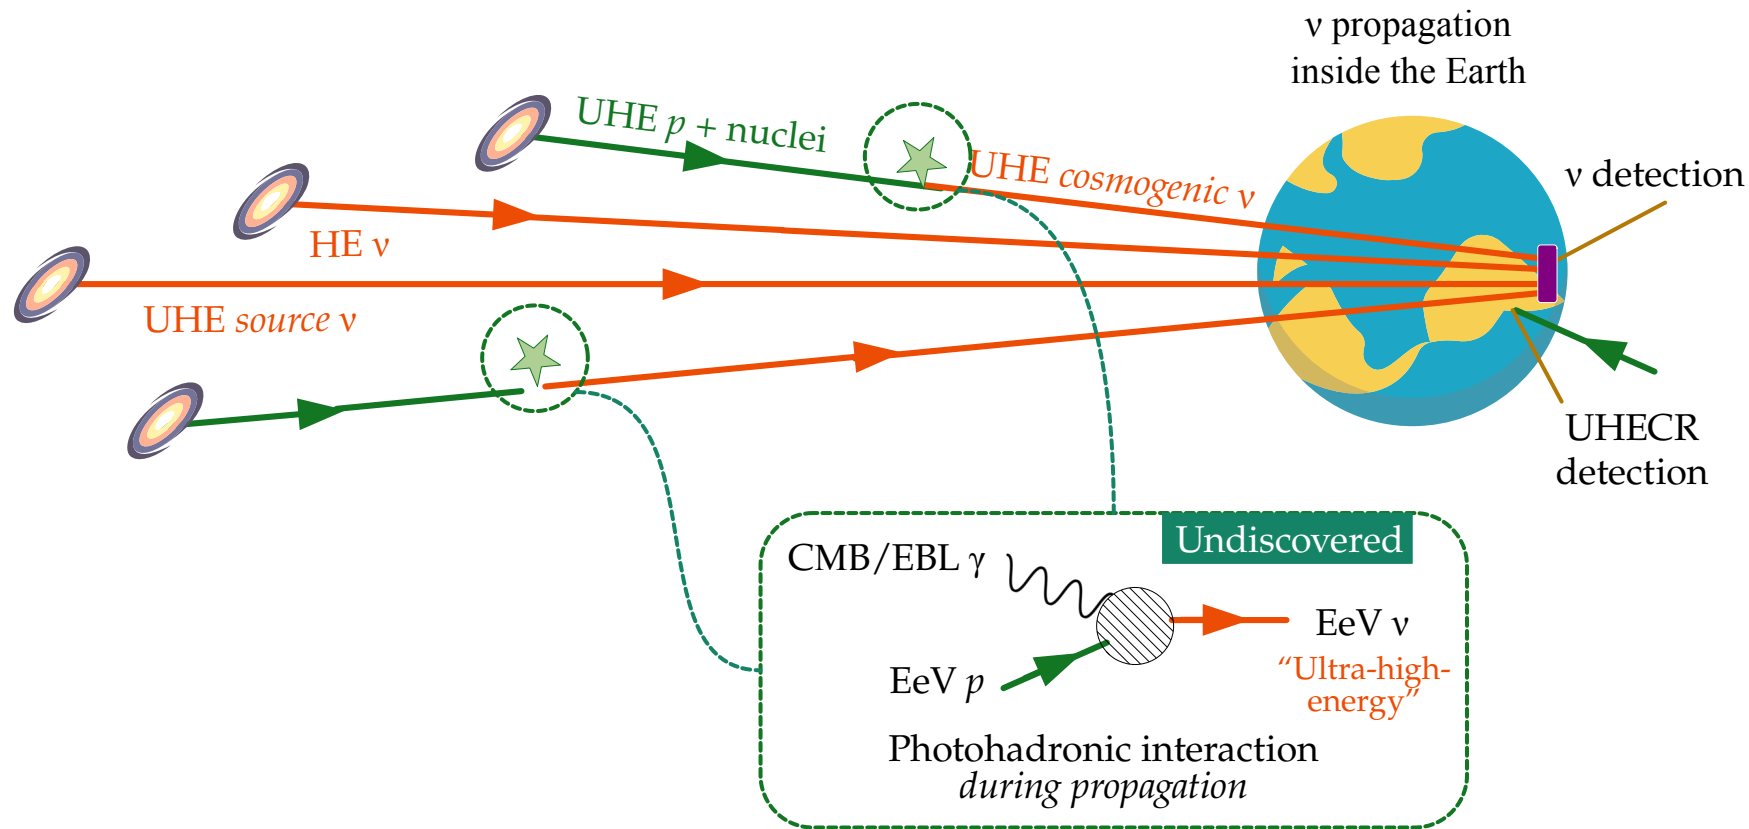 ν propagation
inside the Earth
UHE p + nuclei
UHE cosmogenic ν
ν detection
HE ν
UHE source ν
UHECR
detection
Undiscovered
CMB/EBL γ
EeV ν
“Ultra-high-
energy”
EeV p
Photohadronic interaction
during propagation